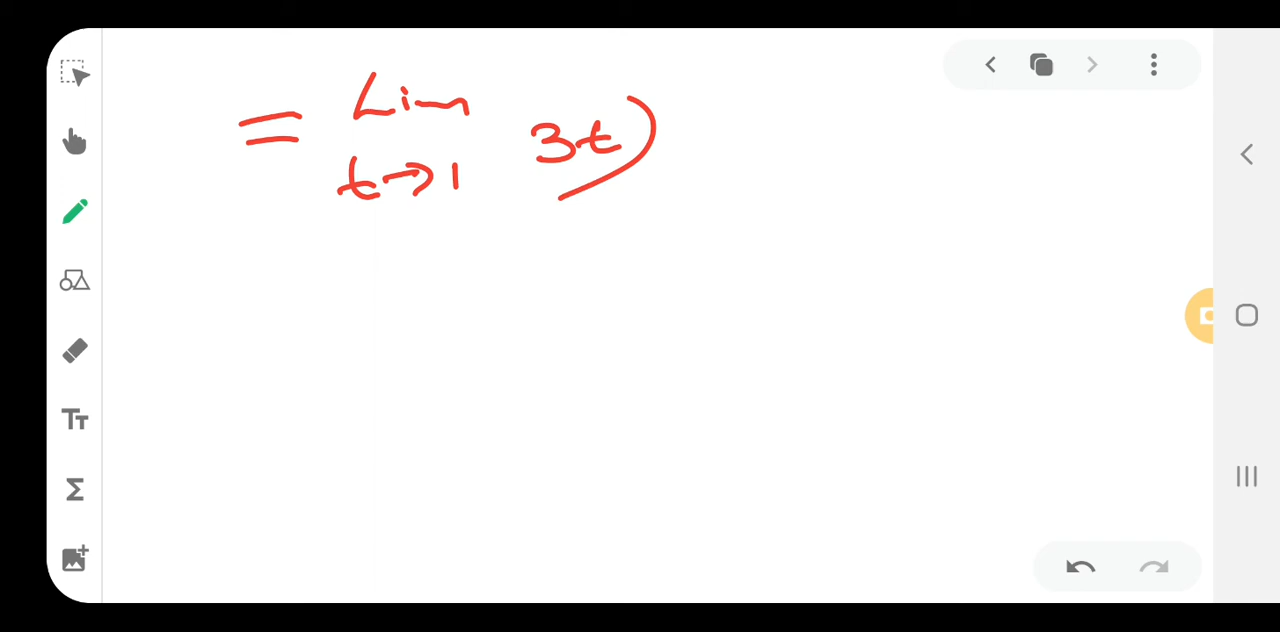 = Lim 3t
t→1